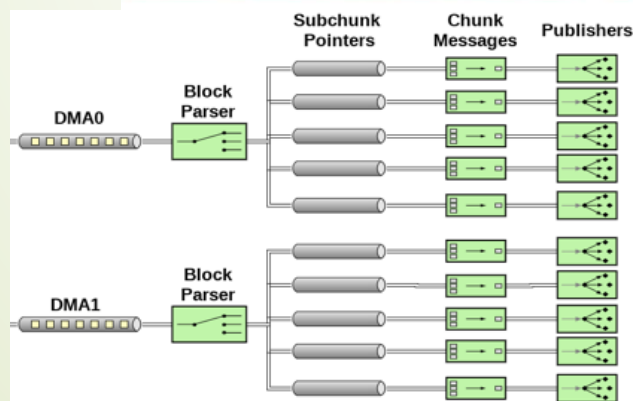 Subchunk
Pointers
Chunk
Messages
Publishers
DMA0
Block
Parser
DMA1
Block
Parser